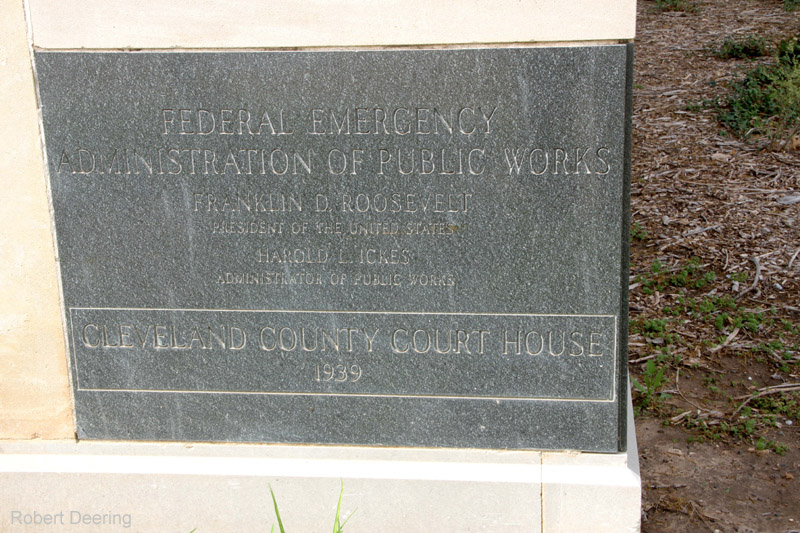 FEDERAL EMERGENCY
ADMINISTRATION OF PUBLIC WORKS
FRANKLIN D. ROOSEVELT
PRESIDENT OF THE UNITED STATES
HAROLD L. ICKES
ADMINISTRATOR OF PUBLIC WORKS
CLEVELAND COUNTY COURT HOUSE
1939
Robert Deering